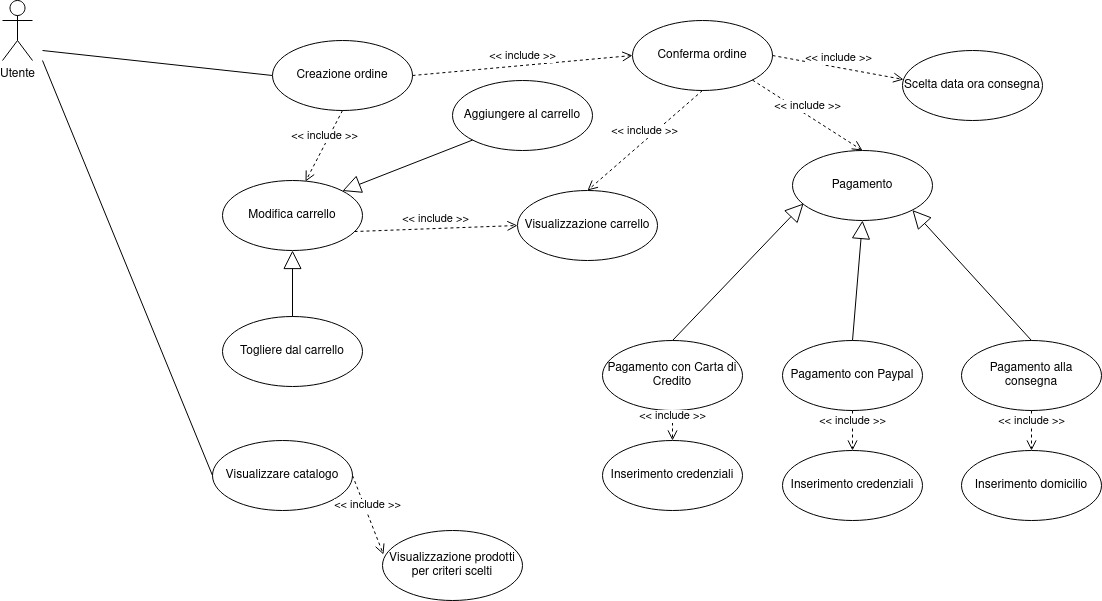 Utente
Creazione ordine
<< include >>
Conferma ordine
<< include >>
Scelta data ora consegna
<< include >>
Aggiungere al carrello
<< include >>
<< include >>
Modifica carrello
<< include >>
Visualizzazione carrello
Pagamento
Togliere dal carrello
Pagamento con Carta di
Credito
Pagamento con Paypal
Pagamento alla
consegna
<< include >>
<< include >>
<< include >>
Inserimento credenziali
Inserimento credenziali
Inserimento domicilio
Visualizzare catalogo
<< include >>
Visualizzazione prodotti
per criteri scelti